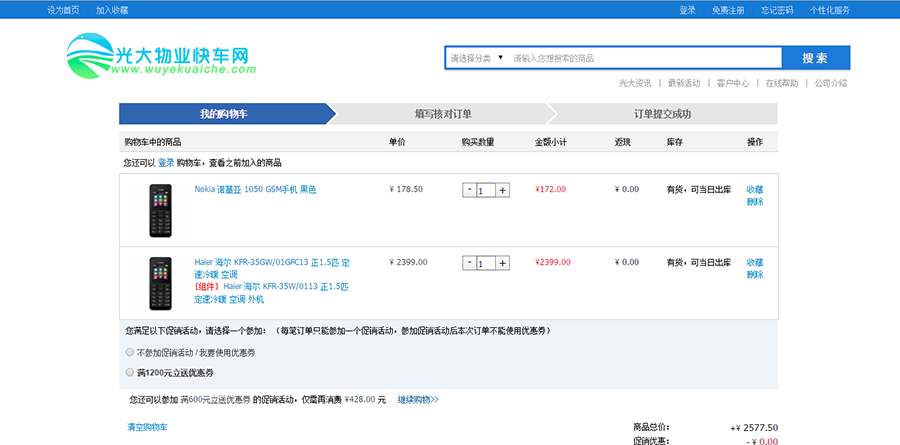 设为首页 加入收藏 登录 免费注册 忘记密码 个性化服务
光大物业快车网
www.wuyekuaiche.com
请选择分类 ▼ 请输入您想搜索的商品 搜 索
光大资讯 | 最新活动 | 客户中心 | 在线帮助 | 公司介绍
我的购物车 填写核对订单 订单提交成功
购物车中的商品 单价 购买数量 金额小计 返现 库存 操作
您还可以 登录 购物车，查看之前加入的商品
Nokia 诺基亚 1050 GSM手机 黑色 ¥ 178.50 - 1 + ¥172.00 ¥ 0.00 有货，可当日出库 收藏
删除
Haier 海尔 KFR-35GW/01GFC13 正1.5匹 定 ¥ 2399.00 - 1 + ¥2399.00 ¥ 0.00 有货，可当日出库 收藏
速冷暖 空调 删除
【组件】 Haier 海尔 KFR-35W/0113 正1.5匹
定速冷暖 空调 外机
您满足以下促销活动，请选择一个参加：（每笔订单只能参加一个促销活动，参加促销活动后本次订单不能使用优惠券）
不参加促销活动 / 我要使用优惠券
满1200元立送优惠券
您还可以参加 满600元立送优惠券 的促销活动，仅需再消费 ¥428.00 元 继续购物>>
清空购物车 商品总价： +¥ 2577.50
促销优惠： - ¥ 0.00